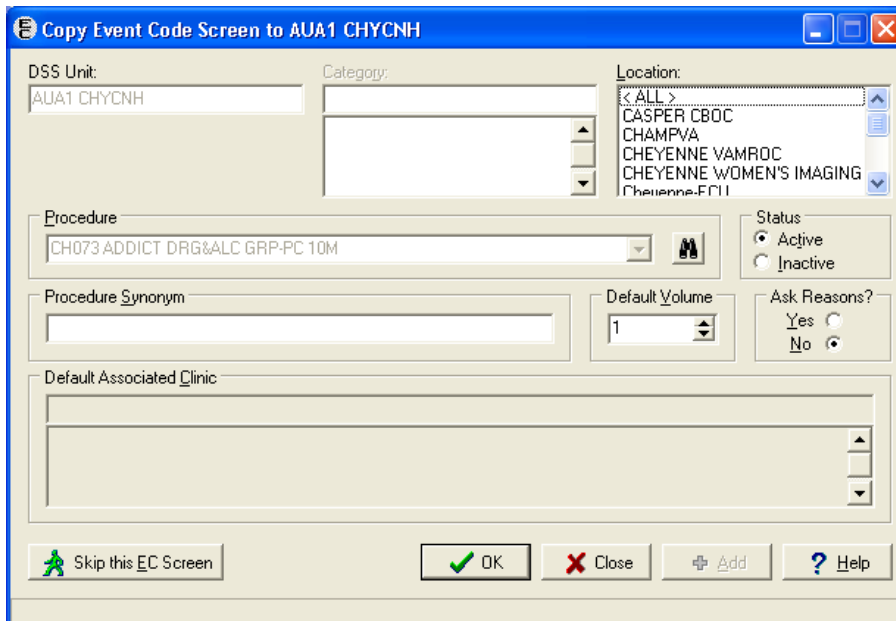 Copy Event Code Screen to AUA1 CHYCNH
DSS Unit:
AUA1 CHYCNH
Category:
Location:
< ALL >
CASPER CBOC
CHAMPVA
CHEYENNE VAMROC
CHEYENNE WOMEN'S IMAGING
Cheyenne-ECU
Procedure
CH073 ADDICT DRG&ALC GRP-PC 10M
Status
Active
Inactive
Procedure Synonym
Default Volume
1
Ask Reasons?
Yes
No
Default Associated Clinic
Skip this EC Screen
OK
Close
Add
? Help